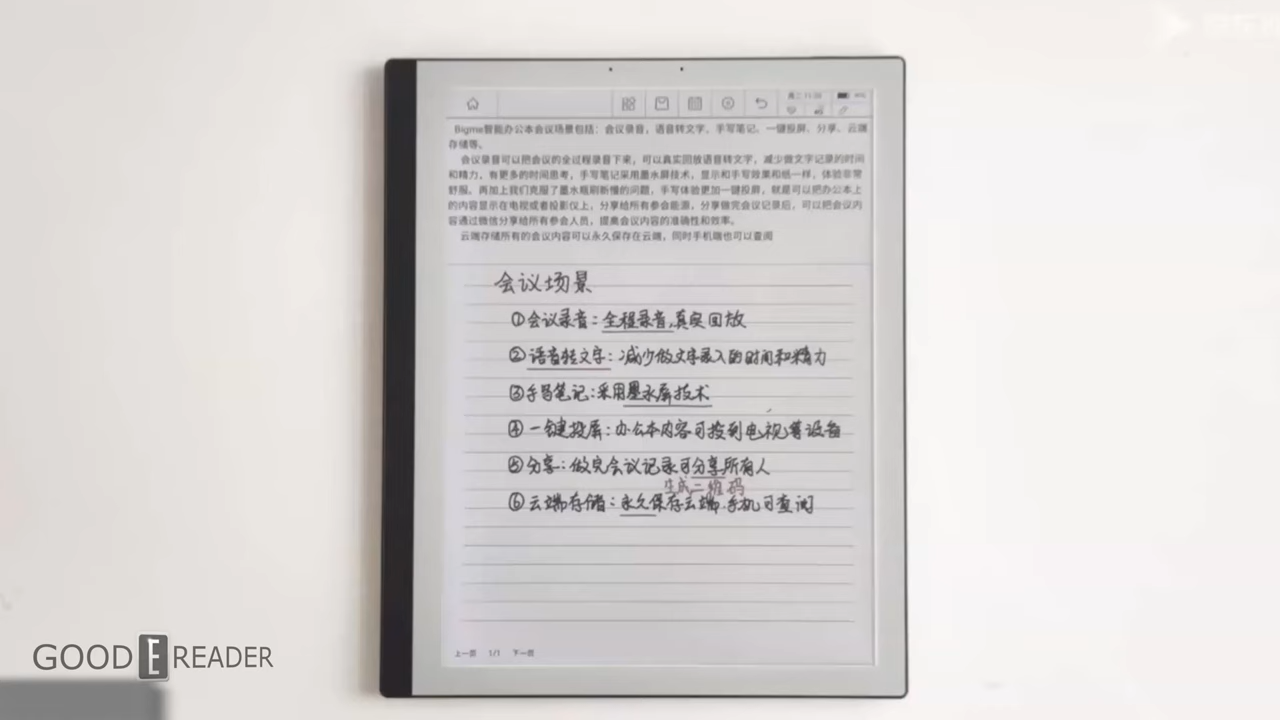 Bigme智能办公本会议场景包括：会议录音，语音转文字，手写笔记，一键投屏，分享，云端
存储等。
会议录音可以把会议的全过程录音下来，可以真实回放语音转文字，减少做文字记录的时间
和精力，有更多的时间思考，手写笔记采用墨水屏技术，显示和手写效果和纸一样，体验非常
舒服。再加上我们克服了墨水瓶刷新慢的问题，手写体验更加一键投屏，就是可以把办公本上
的内容显示在电视或者投影仪上，分享给所有参会能源，分享做完会议记录后，可以把会议内
容通过微信分享给所有参会人员，提高会议内容的准确性和效率。
云端存储所有的会议内容可以永久保存在云端，同时手机端也可以查阅
会议场景
①会议录音：全程录音，真实回放
②语音转文字：减少做文字录入的时间和精力
③手写笔记：采用墨水屏技术
④一键投屏：办公本内容可投到电视等设备
⑤分享：做完会议记录可分享所有人
生成二维码
⑥云端存储：永久保存云端，手机可查阅
上一页 1/1 下一页
GOOD E READER